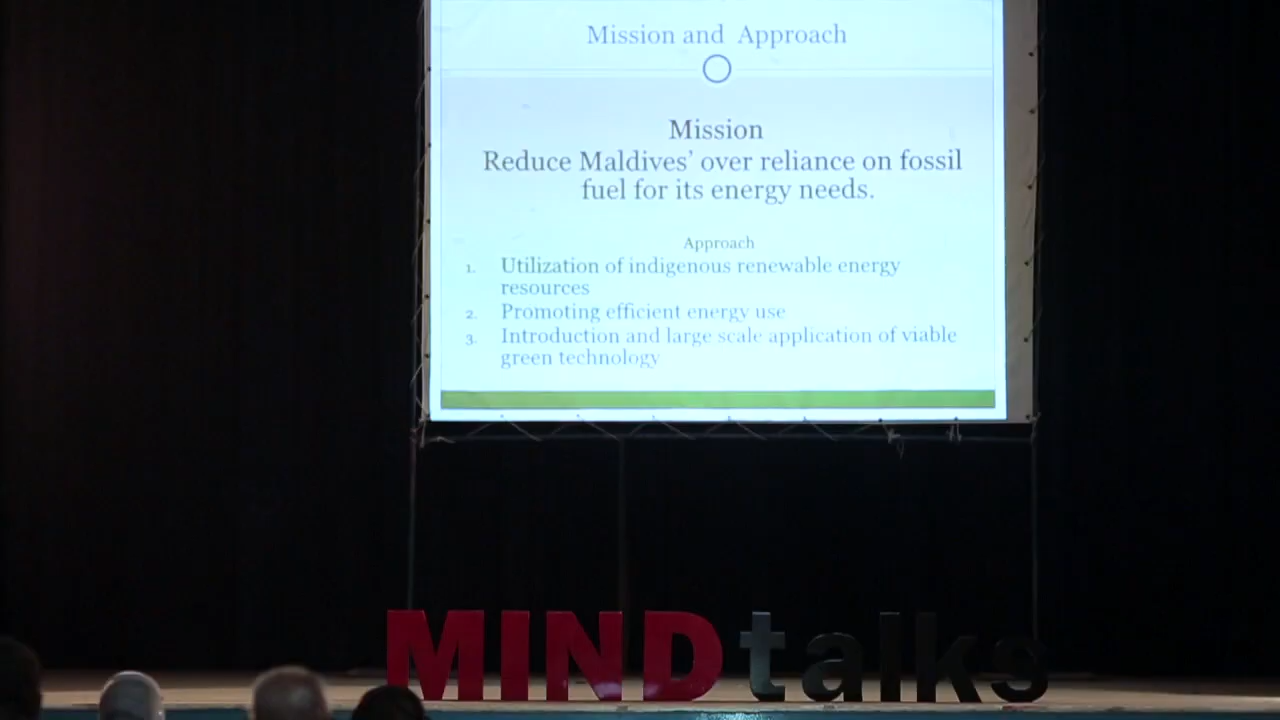 Mission and Approach
Mission
Reduce Maldives' over reliance on fossil
fuel for its energy needs.
Approach
1. Utilization of indigenous renewable energy
resources
2. Promoting efficient energy use
3. Introduction and large scale application of viable
green technology
MINDtalks